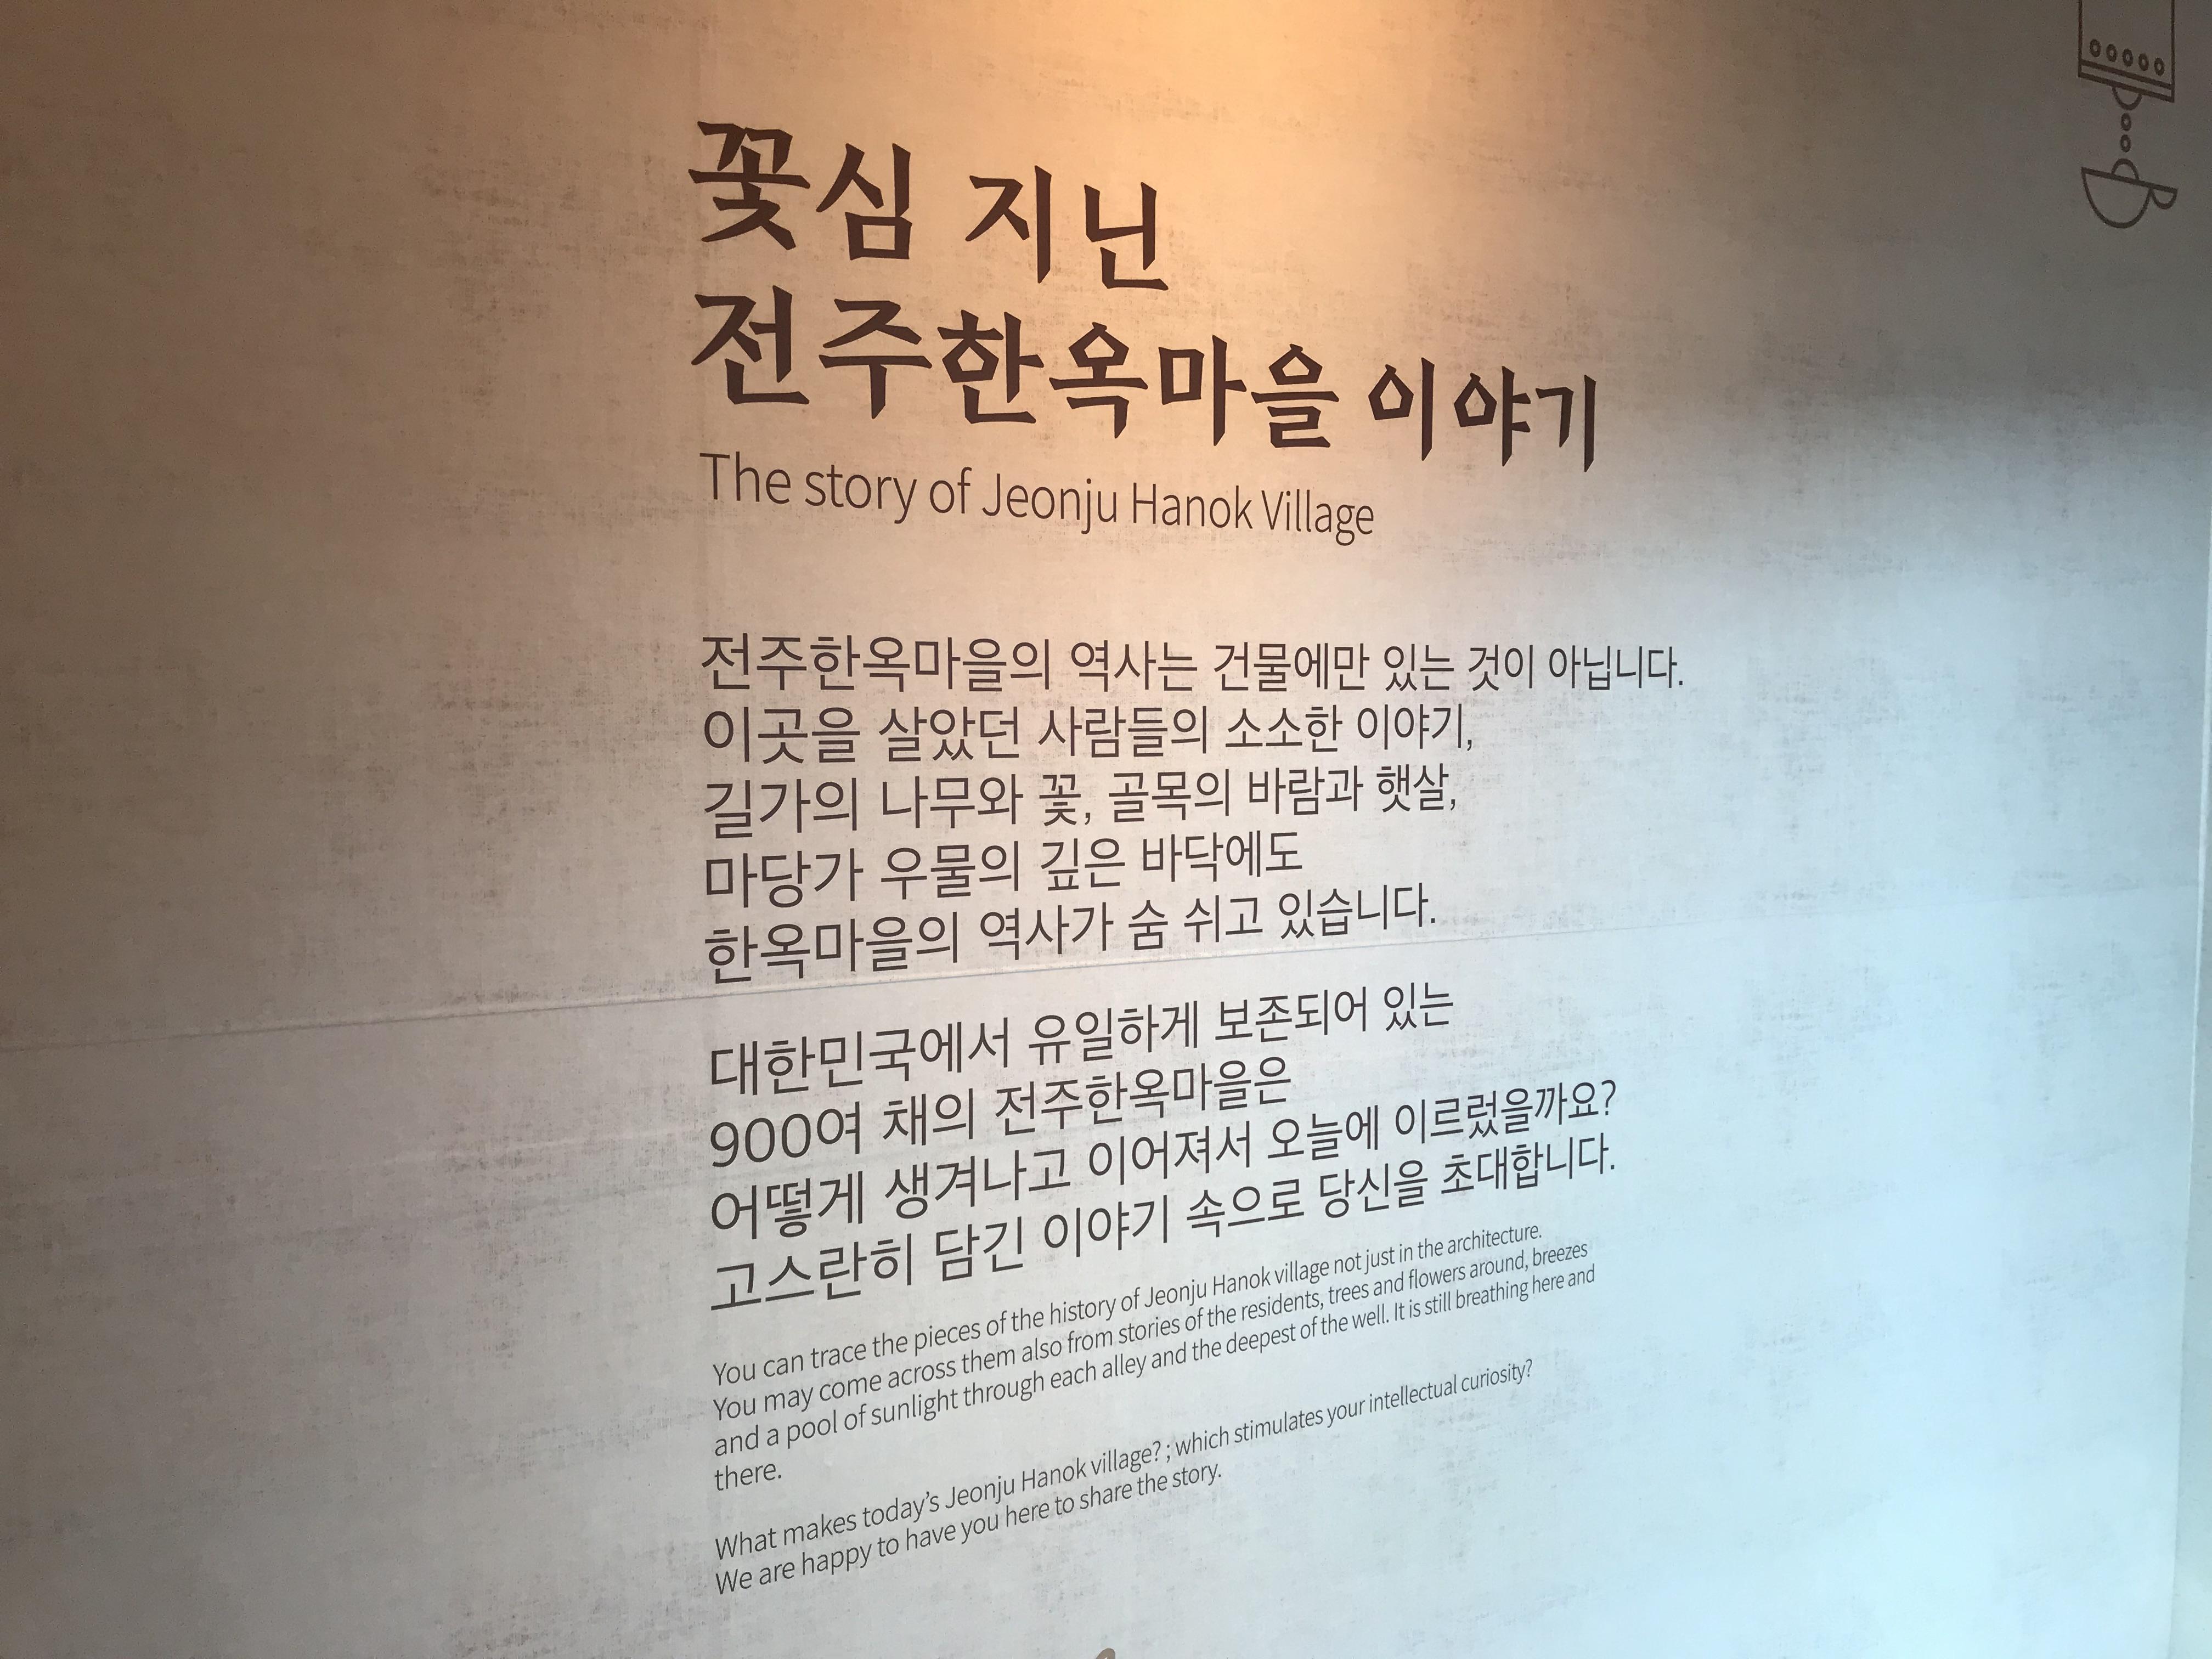 꽃심 지닌
전주한옥마을 이야기
The story of Jeonju Hanok Village
전주한옥마을의 역사는 건물에만 있는 것이 아닙니다.
이곳을 살았던 사람들의 소소한 이야기,
길가의 나무와 꽃, 골목의 바람과 햇살,
마당가 우물의 깊은 바닥에도
한옥마을의 역사가 숨 쉬고 있습니다.
대한민국에서 유일하게 보존되어 있는
900여 채의 전주한옥마을은
어떻게 생겨나고 이어져서 오늘에 이르렀을까요?
고스란히 담긴 이야기 속으로 당신을 초대합니다.
You can trace the pieces of the history of Jeonju Hanok village not just in the architecture.
You may come across them also from stories of the residents, trees and flowers around, breezes
and a pool of sunlight through each alley and the deepest of the well. It is still breathing here and
there.
What makes today's Jeonju Hanok village? ; which stimulates your intellectual curiosity?
We are happy to have you here to share the story.